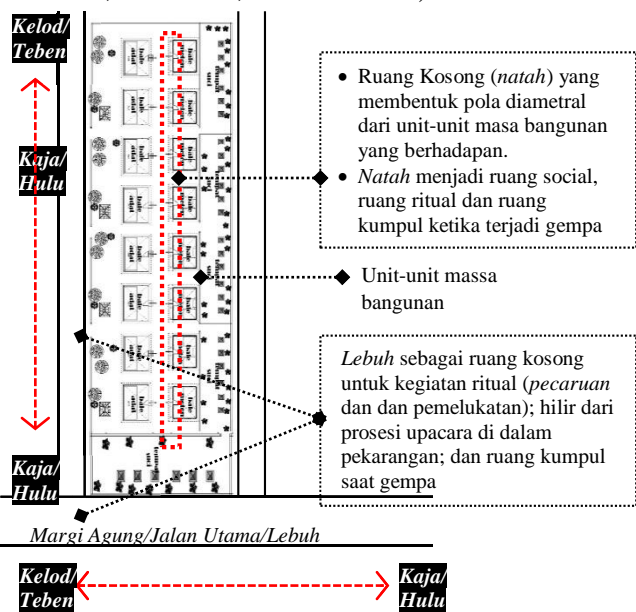 Kelod/
Teben
Kaja/
Hulu
Kaja/
Hulu
• Ruang Kosong (natah) yang
membentuk pola diametral
dari unit-unit masa bangunan
yang berhadapan.
• Natah menjadi ruang social,
ruang ritual dan ruang
kumpul ketika terjadi gempa
Unit-unit massa
bangunan
Lebuh sebagai ruang kosong
untuk kegiatan ritual (pecaruan
dan dan pemelukatan); hilir dari
prosesi upacara di dalam
pekarangan; dan ruang kumpul
saat gempa
Margi Agung/Jalan Utama/Lebuh
Kelod/
Teben
Kaja/
Hulu